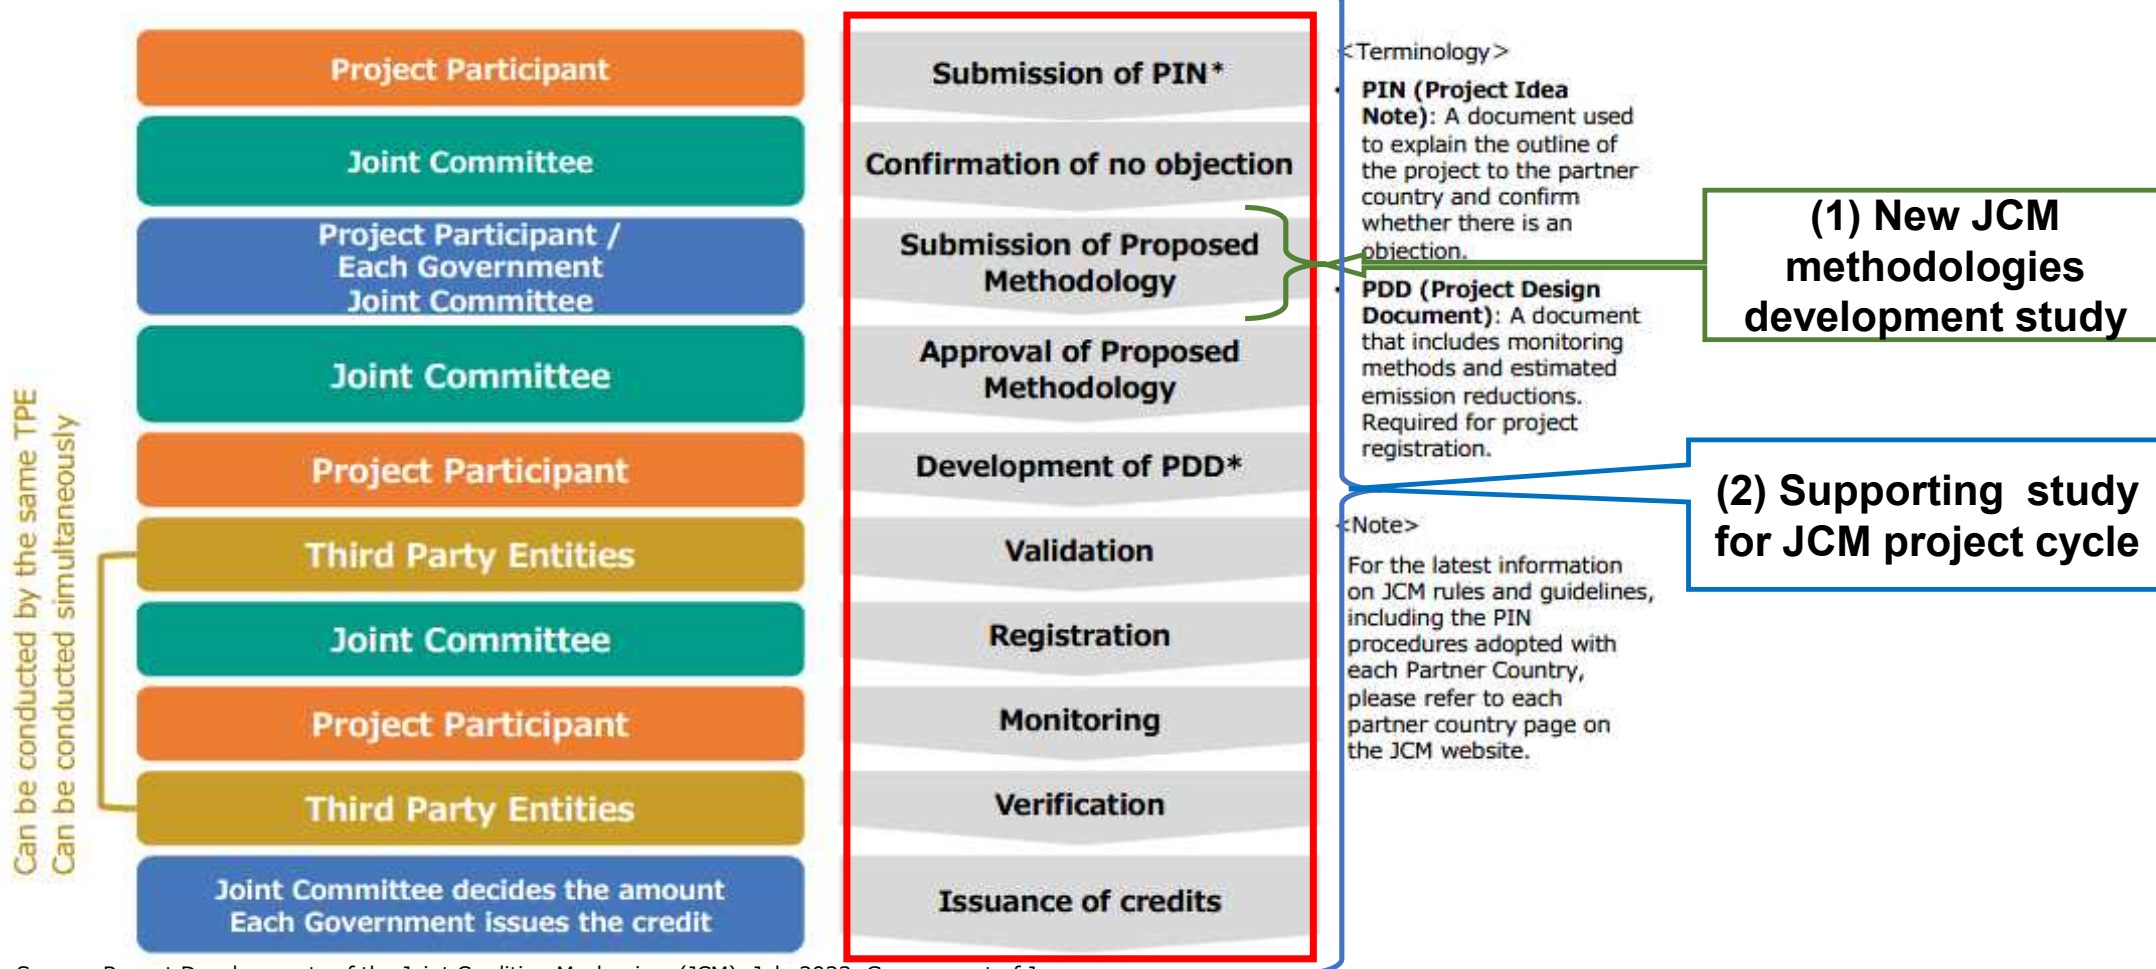 Project Participant
Submission of PIN*
Joint Committee
Confirmation of no objection
Project Participant /
Each Government
Joint Committee
Submission of Proposed
Methodology
Joint Committee
Approval of Proposed
Methodology
Project Participant
Development of PDD*
Third Party Entities
Validation
Joint Committee
Registration
Project Participant
Monitoring
Third Party Entities
Verification
Joint Committee decides the amount
Each Government issues the credit
Issuance of credits
Can be conducted by the same TPE
Can be conducted simultaneously
<Terminology>
• PIN (Project Idea
Note): A document used
to explain the outline of
the project to the partner
country and confirm
whether there is an
objection.
• PDD (Project Design
Document): A document
that includes monitoring
methods and estimated
emission reductions.
Required for project
registration.
<Note>
For the latest information
on JCM rules and guidelines,
including the PIN
procedures adopted with
each Partner Country,
please refer to each
partner country page on
the JCM website.
(1) New JCM
methodologies
development study
(2) Supporting study
for JCM project cycle